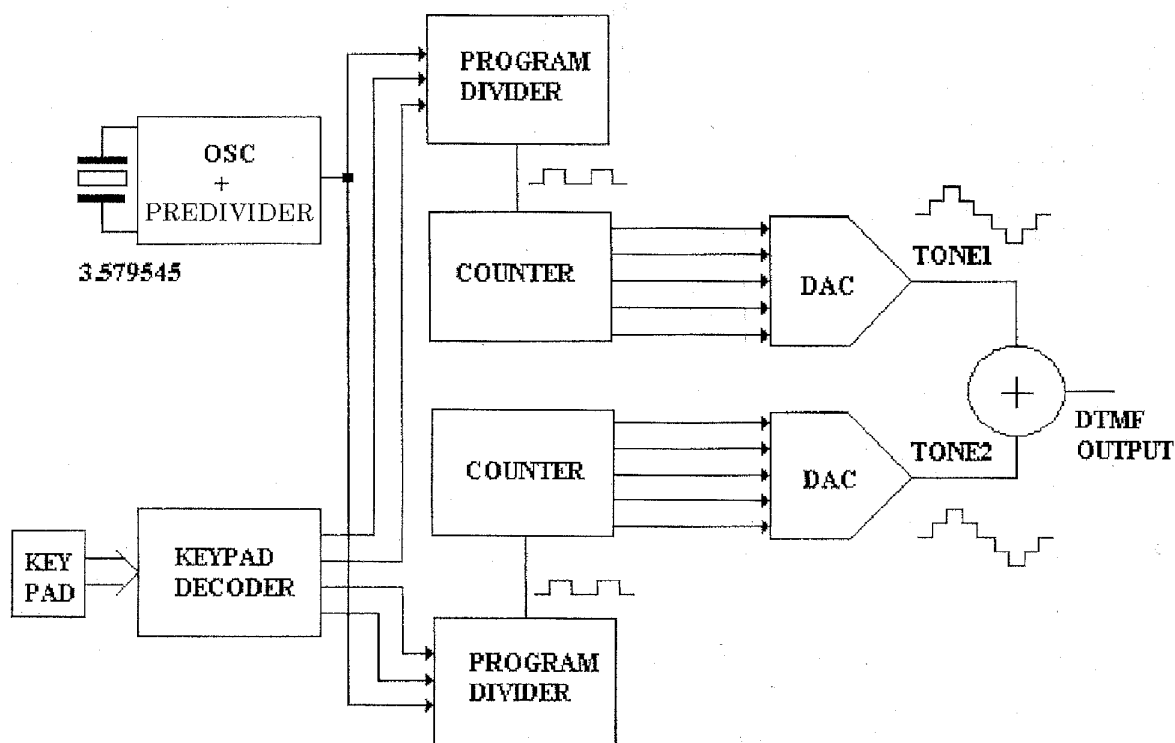 PROGRAM
DIVIDER
OSC
+
PREDIVIDER
3.579545
COUNTER
DAC
TONE1
+
DTMF
OUTPUT
COUNTER
DAC
TONE2
KEY
PAD
KEYPAD
DECODER
PROGRAM
DIVIDER